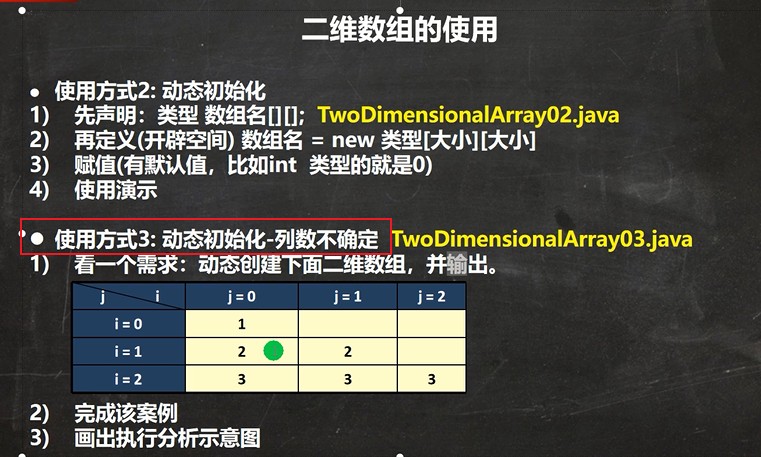 二维数组的使用
● 使用方式2: 动态初始化
1) 先声明：类型 数组名[][]; TwoDimensionalArray02.java
2) 再定义(开辟空间) 数组名 = new 类型[大小][大小]
3) 赋值(有默认值，比如int 类型的就是0)
4) 使用演示
● 使用方式3: 动态初始化-列数不确定 TwoDimensionalArray03.java
1) 看一个需求：动态创建下面二维数组，并输出。
j i j = 0 j = 1 j = 2
i = 0 1
i = 1 2 2
i = 2 3 3 3
2) 完成该案例
3) 画出执行分析示意图